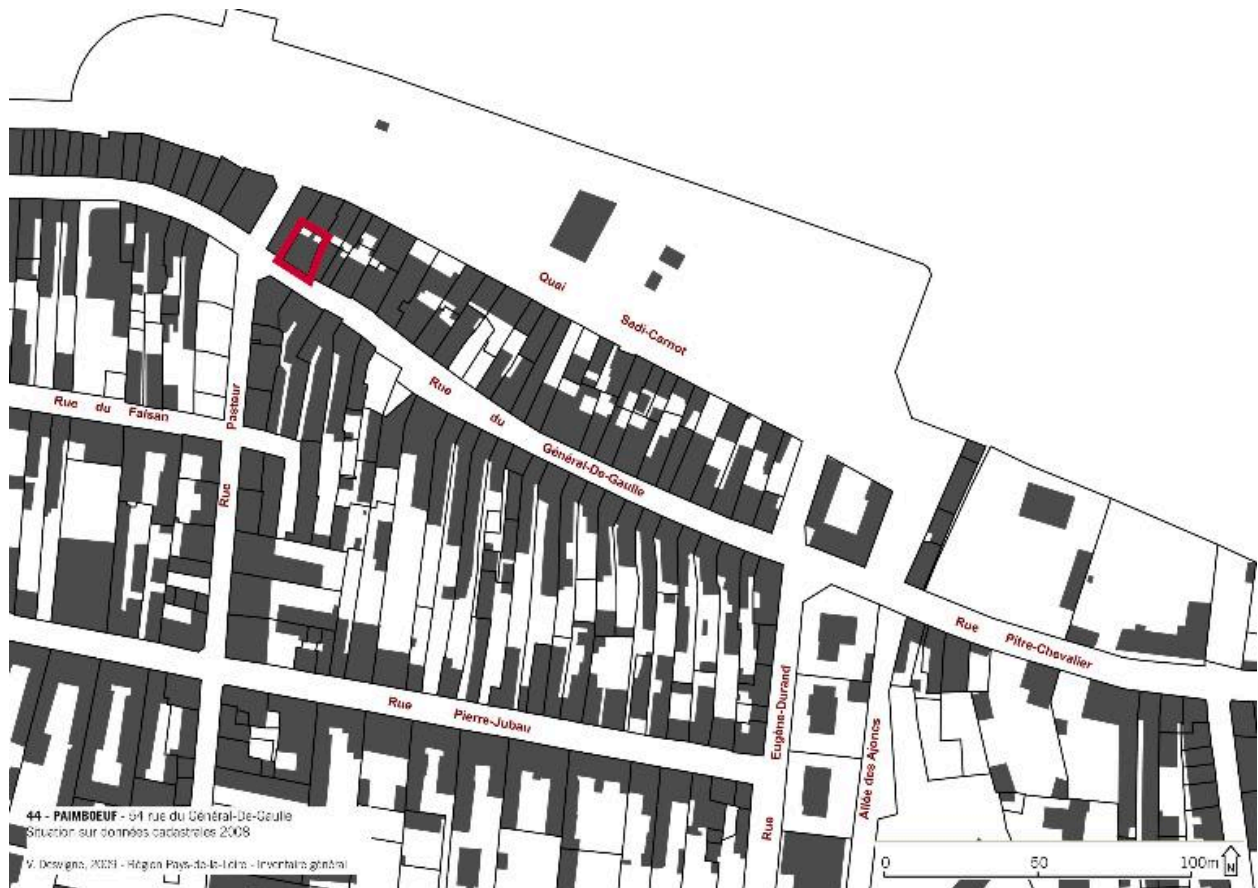 Quai
Sadi-Carnot
Rue du Faisan
Rue Pasteur
Rue du Général-De-Gaulle
Rue Pitre-Chevalier
Rue Pierre-Jubau
Rue Eugène-Durand
Allée des Ajoncs
44 - PAIMBOEUF - 54 rue du Général-De-Gaulle
Situation sur données cadastrales 2008
V. Desvigne, 2009 - Région Pays-de-la-Loire - Inventaire général
0 50 100m
N